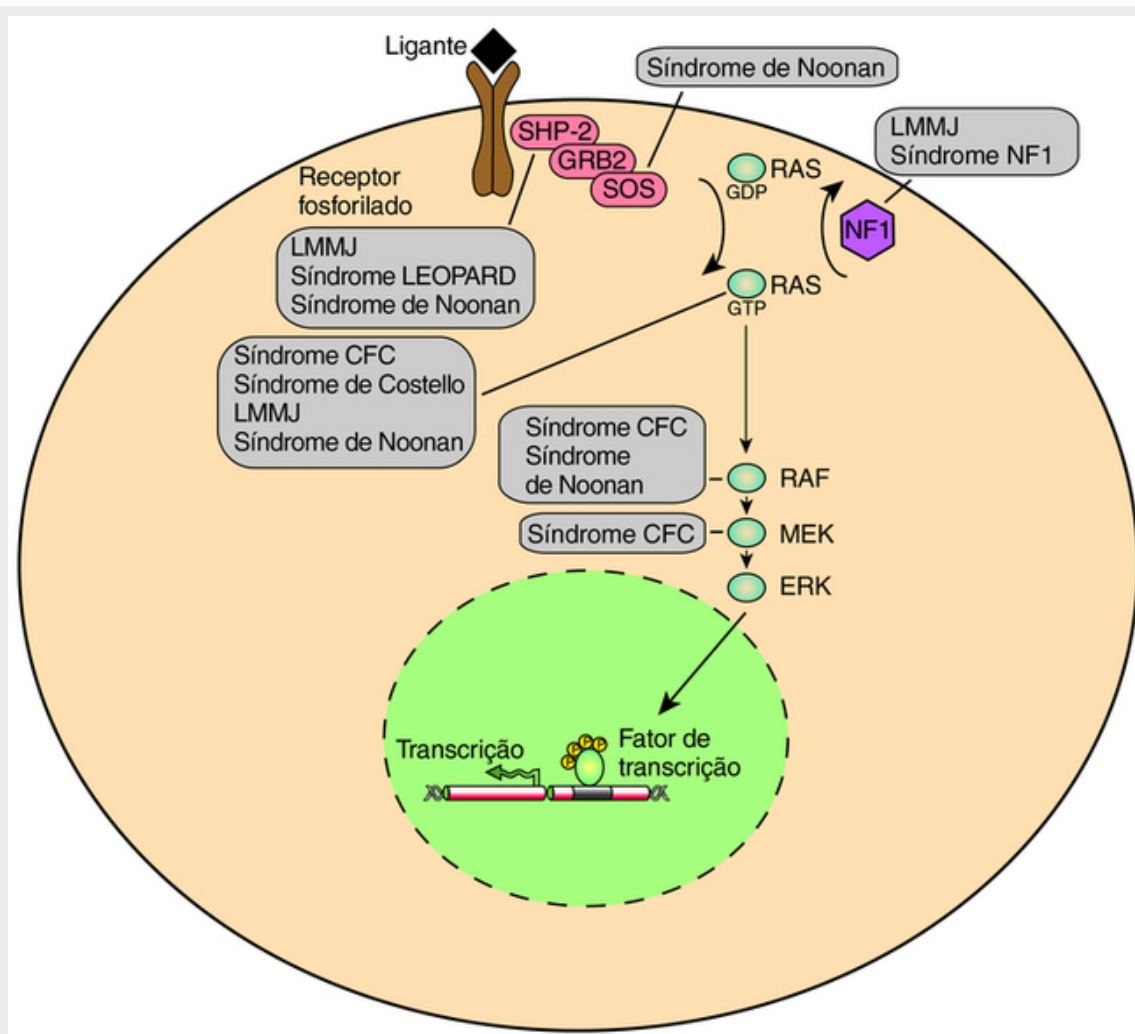 Ligante
Síndrome de Noonan
SHP-2
GRB2
SOS
LMMJ
Síndrome NF1
RAS
GDP
NF1
Receptor
fosforilado
LMMJ
Síndrome LEOPARD
Síndrome de Noonan
RAS
GTP
Síndrome CFC
Síndrome de Costello
LMMJ
Síndrome de Noonan
Síndrome CFC
Síndrome
de Noonan
RAF
Síndrome CFC
MEK
ERK
Transcrição
P P P P
Fator de
transcrição